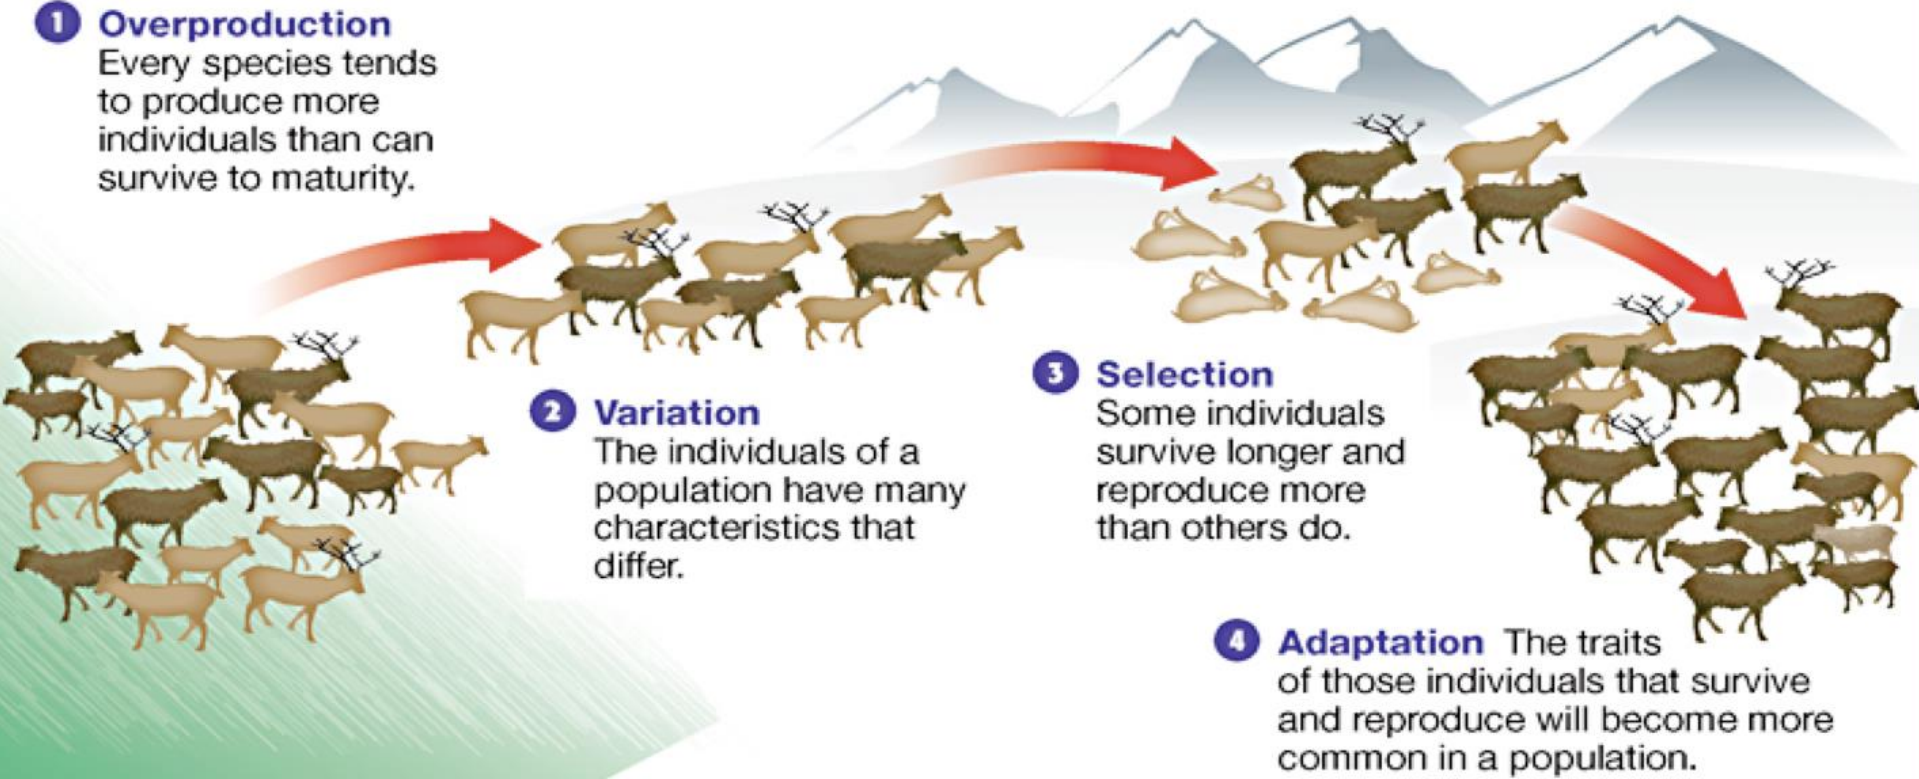 1 Overproduction
Every species tends
to produce more
individuals than can
survive to maturity.
2 Variation
The individuals of a
population have many
characteristics that
differ.
3 Selection
Some individuals
survive longer and
reproduce more
than others do.
4 Adaptation The traits
of those individuals that survive
and reproduce will become more
common in a population.